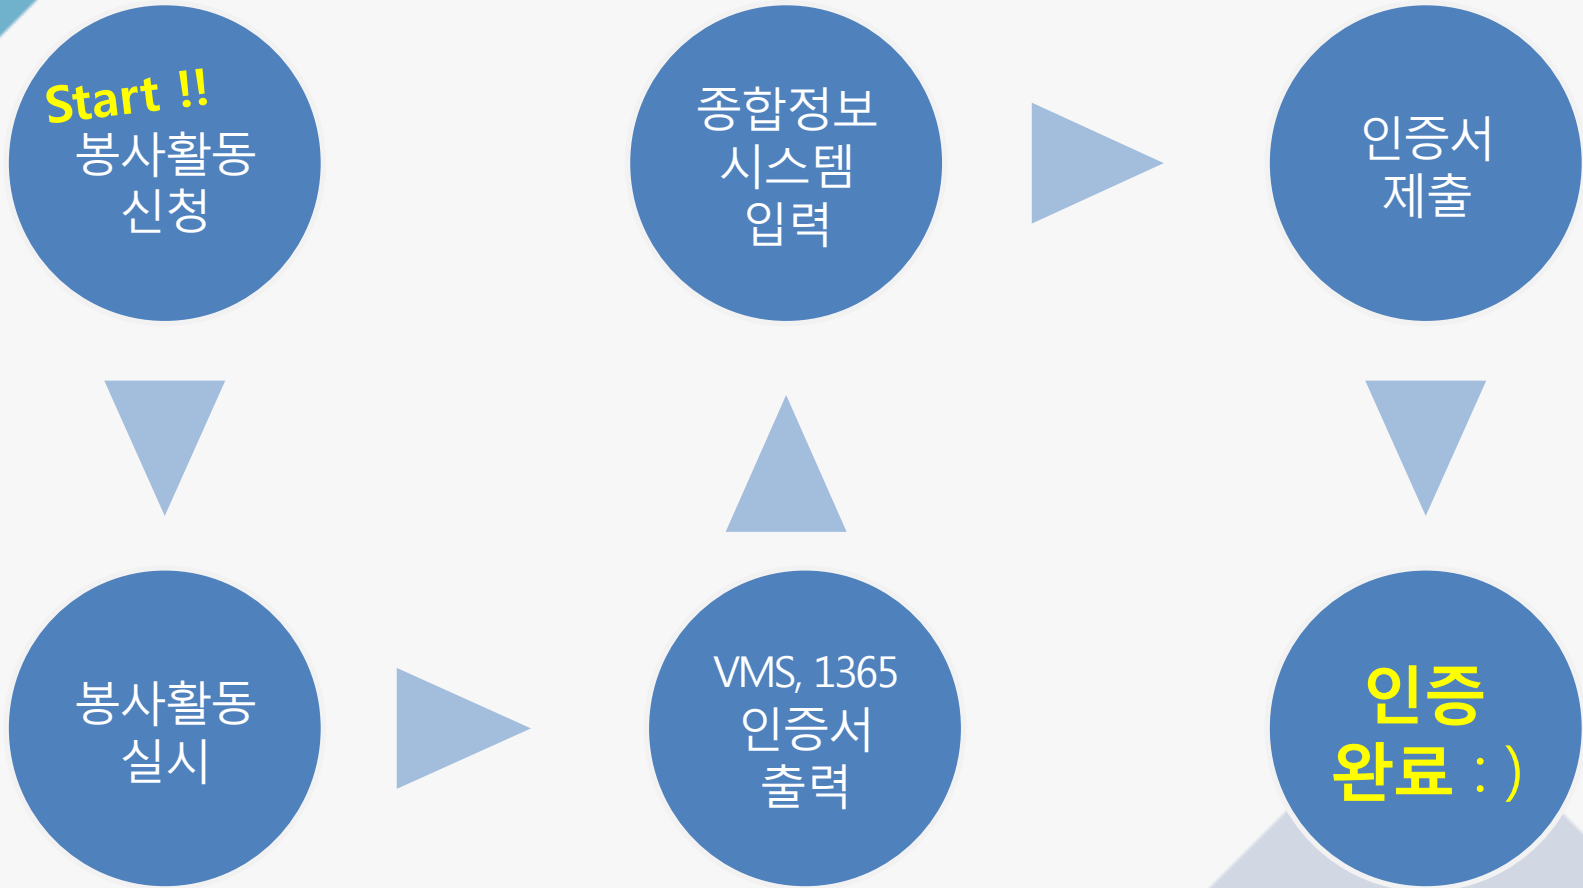 Start !!
봉사활동
신청
봉사활동
실시
VMS, 1365
인증서
출력
종합정보
시스템
입력
인증서
제출
인증
완료 : )